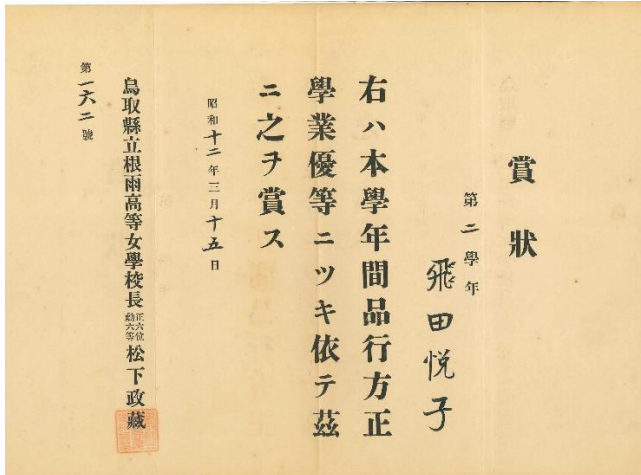 賞狀
第二學年
飛田悅子
右ハ本學年間品行方正
學業優等ニツキ依テ茲
ニ之ヲ賞ス
昭和十二年三月十五日
鳥取縣立根雨高等女學校長正六位勳六等松下政藏
第一六二號